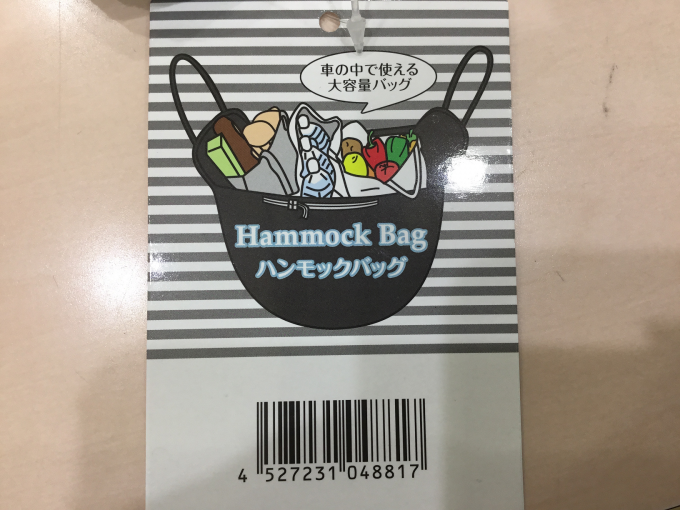 車の中で使える
大容量バッグ
Hammock Bag
ハンモックバッグ
4 527231 048817